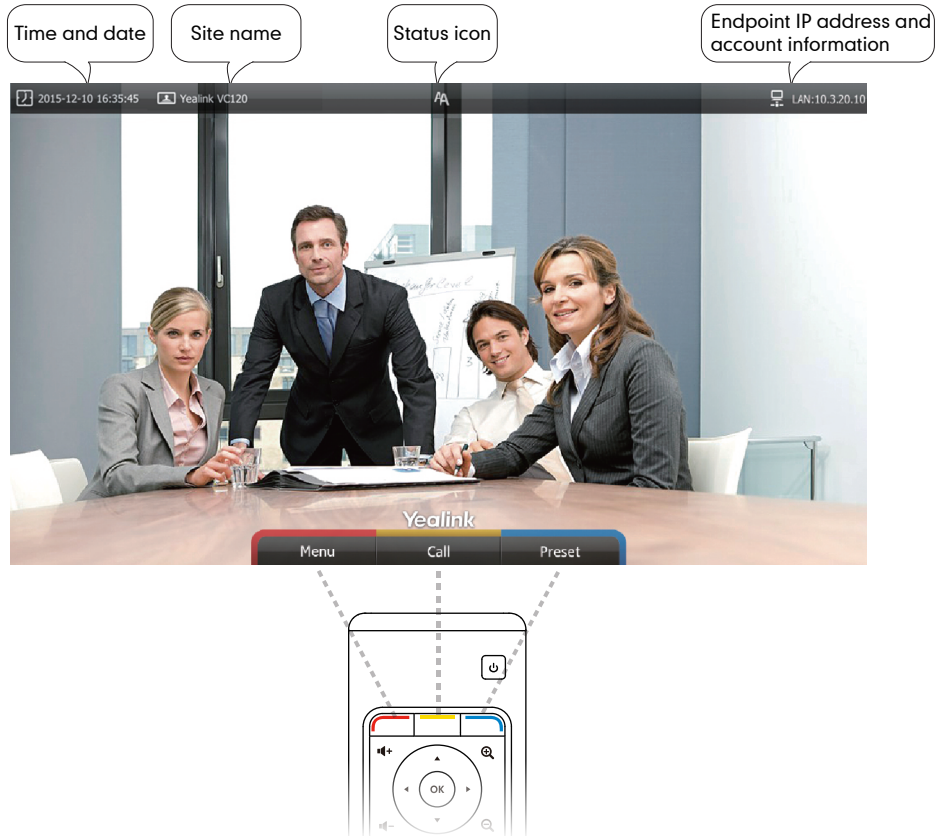 Time and date
Site name
Status icon
Endpoint IP address and
account information
2015-12-10 16:35:45
Yealink VC120
AA
LAN:10.3.20.10
Yealink
Menu
Call
Preset
OK